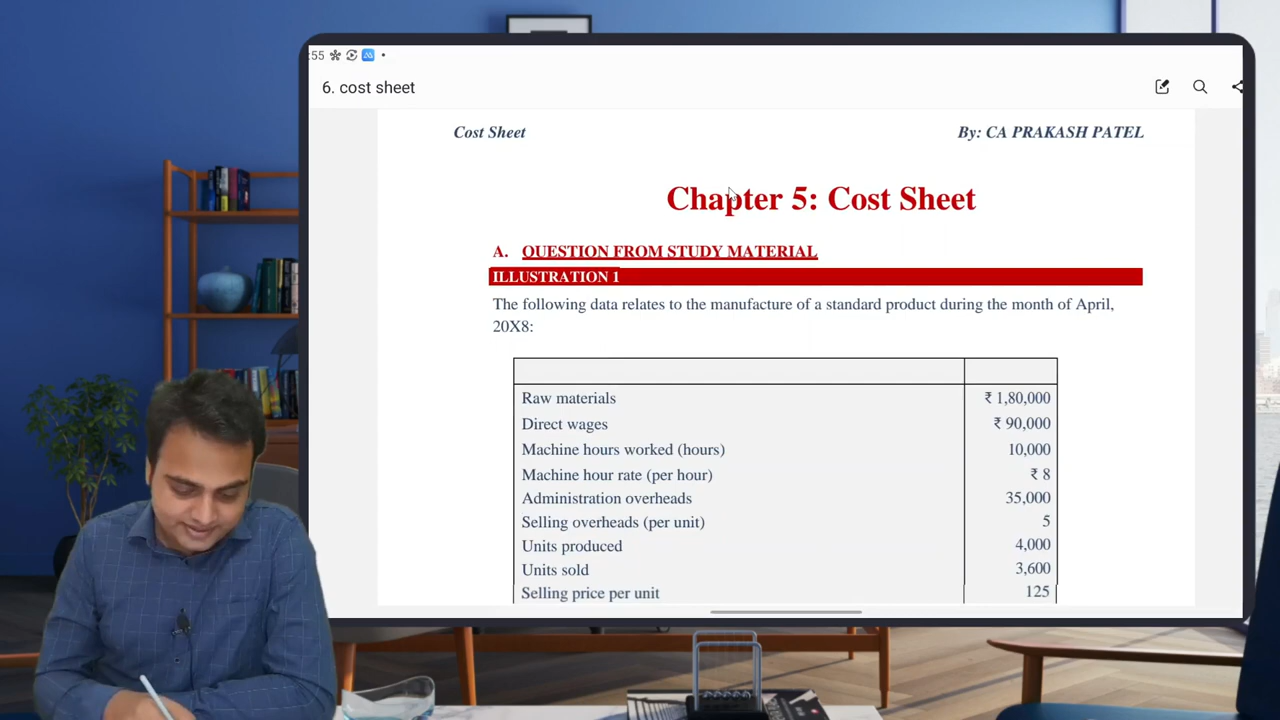 :55
6. cost sheet
Cost Sheet By: CA PRAKASH PATEL
Chapter 5: Cost Sheet
A. QUESTION FROM STUDY MATERIAL
ILLUSTRATION 1
The following data relates to the manufacture of a standard product during the month of April,
20X8:
Raw materials ₹ 1,80,000
Direct wages ₹ 90,000
Machine hours worked (hours) 10,000
Machine hour rate (per hour) ₹ 8
Administration overheads 35,000
Selling overheads (per unit) 5
Units produced 4,000
Units sold 3,600
Selling price per unit 125